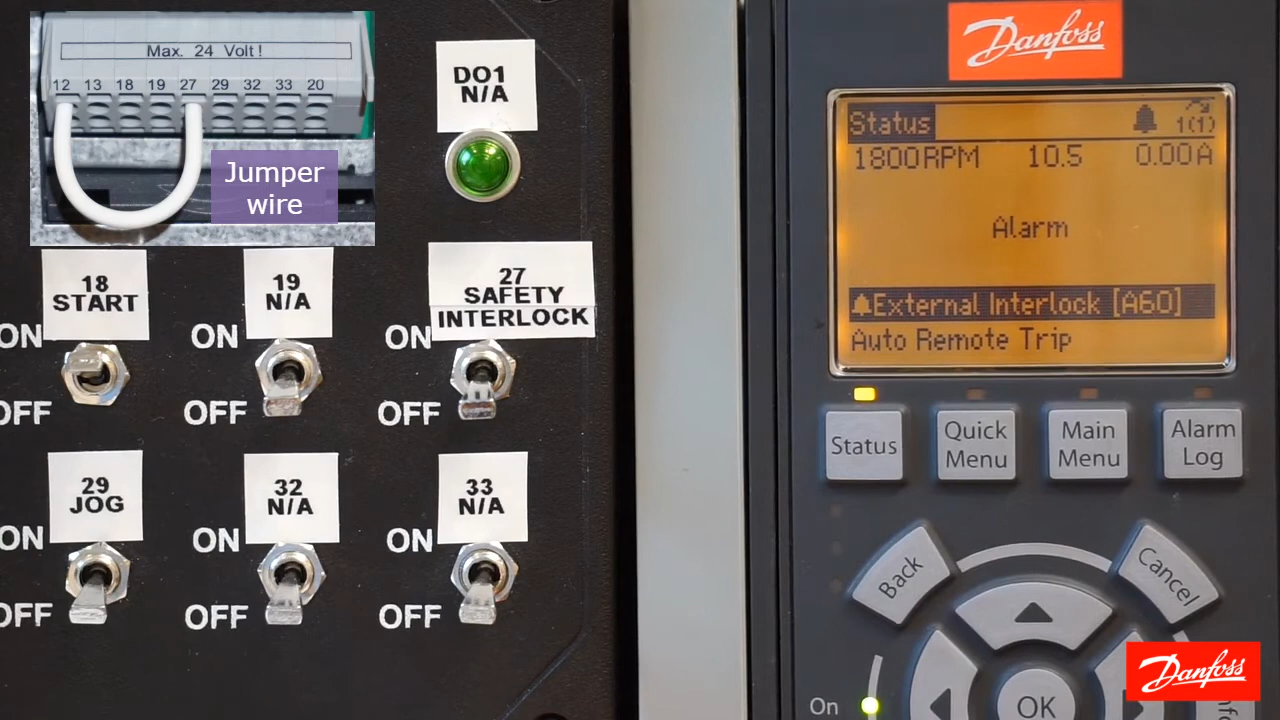 Max. 24 Volt!
12 13 18 19 27 29 32 33 20
Jumper
wire
DO1
N/A
18
START
19
N/A
27
SAFETY
INTERLOCK
ON
ON
ON
OFF
OFF
OFF
29
JOG
32
N/A
33
N/A
ON
ON
ON
OFF
OFF
OFF
Danfoss
Status 1(1)
1800RPM 10.5 0.00A
Alarm
External Interlock [A60]
Auto Remote Trip
Status
Quick
Menu
Main
Menu
Alarm
Log
Back
Cancel
OK
On
Danfoss